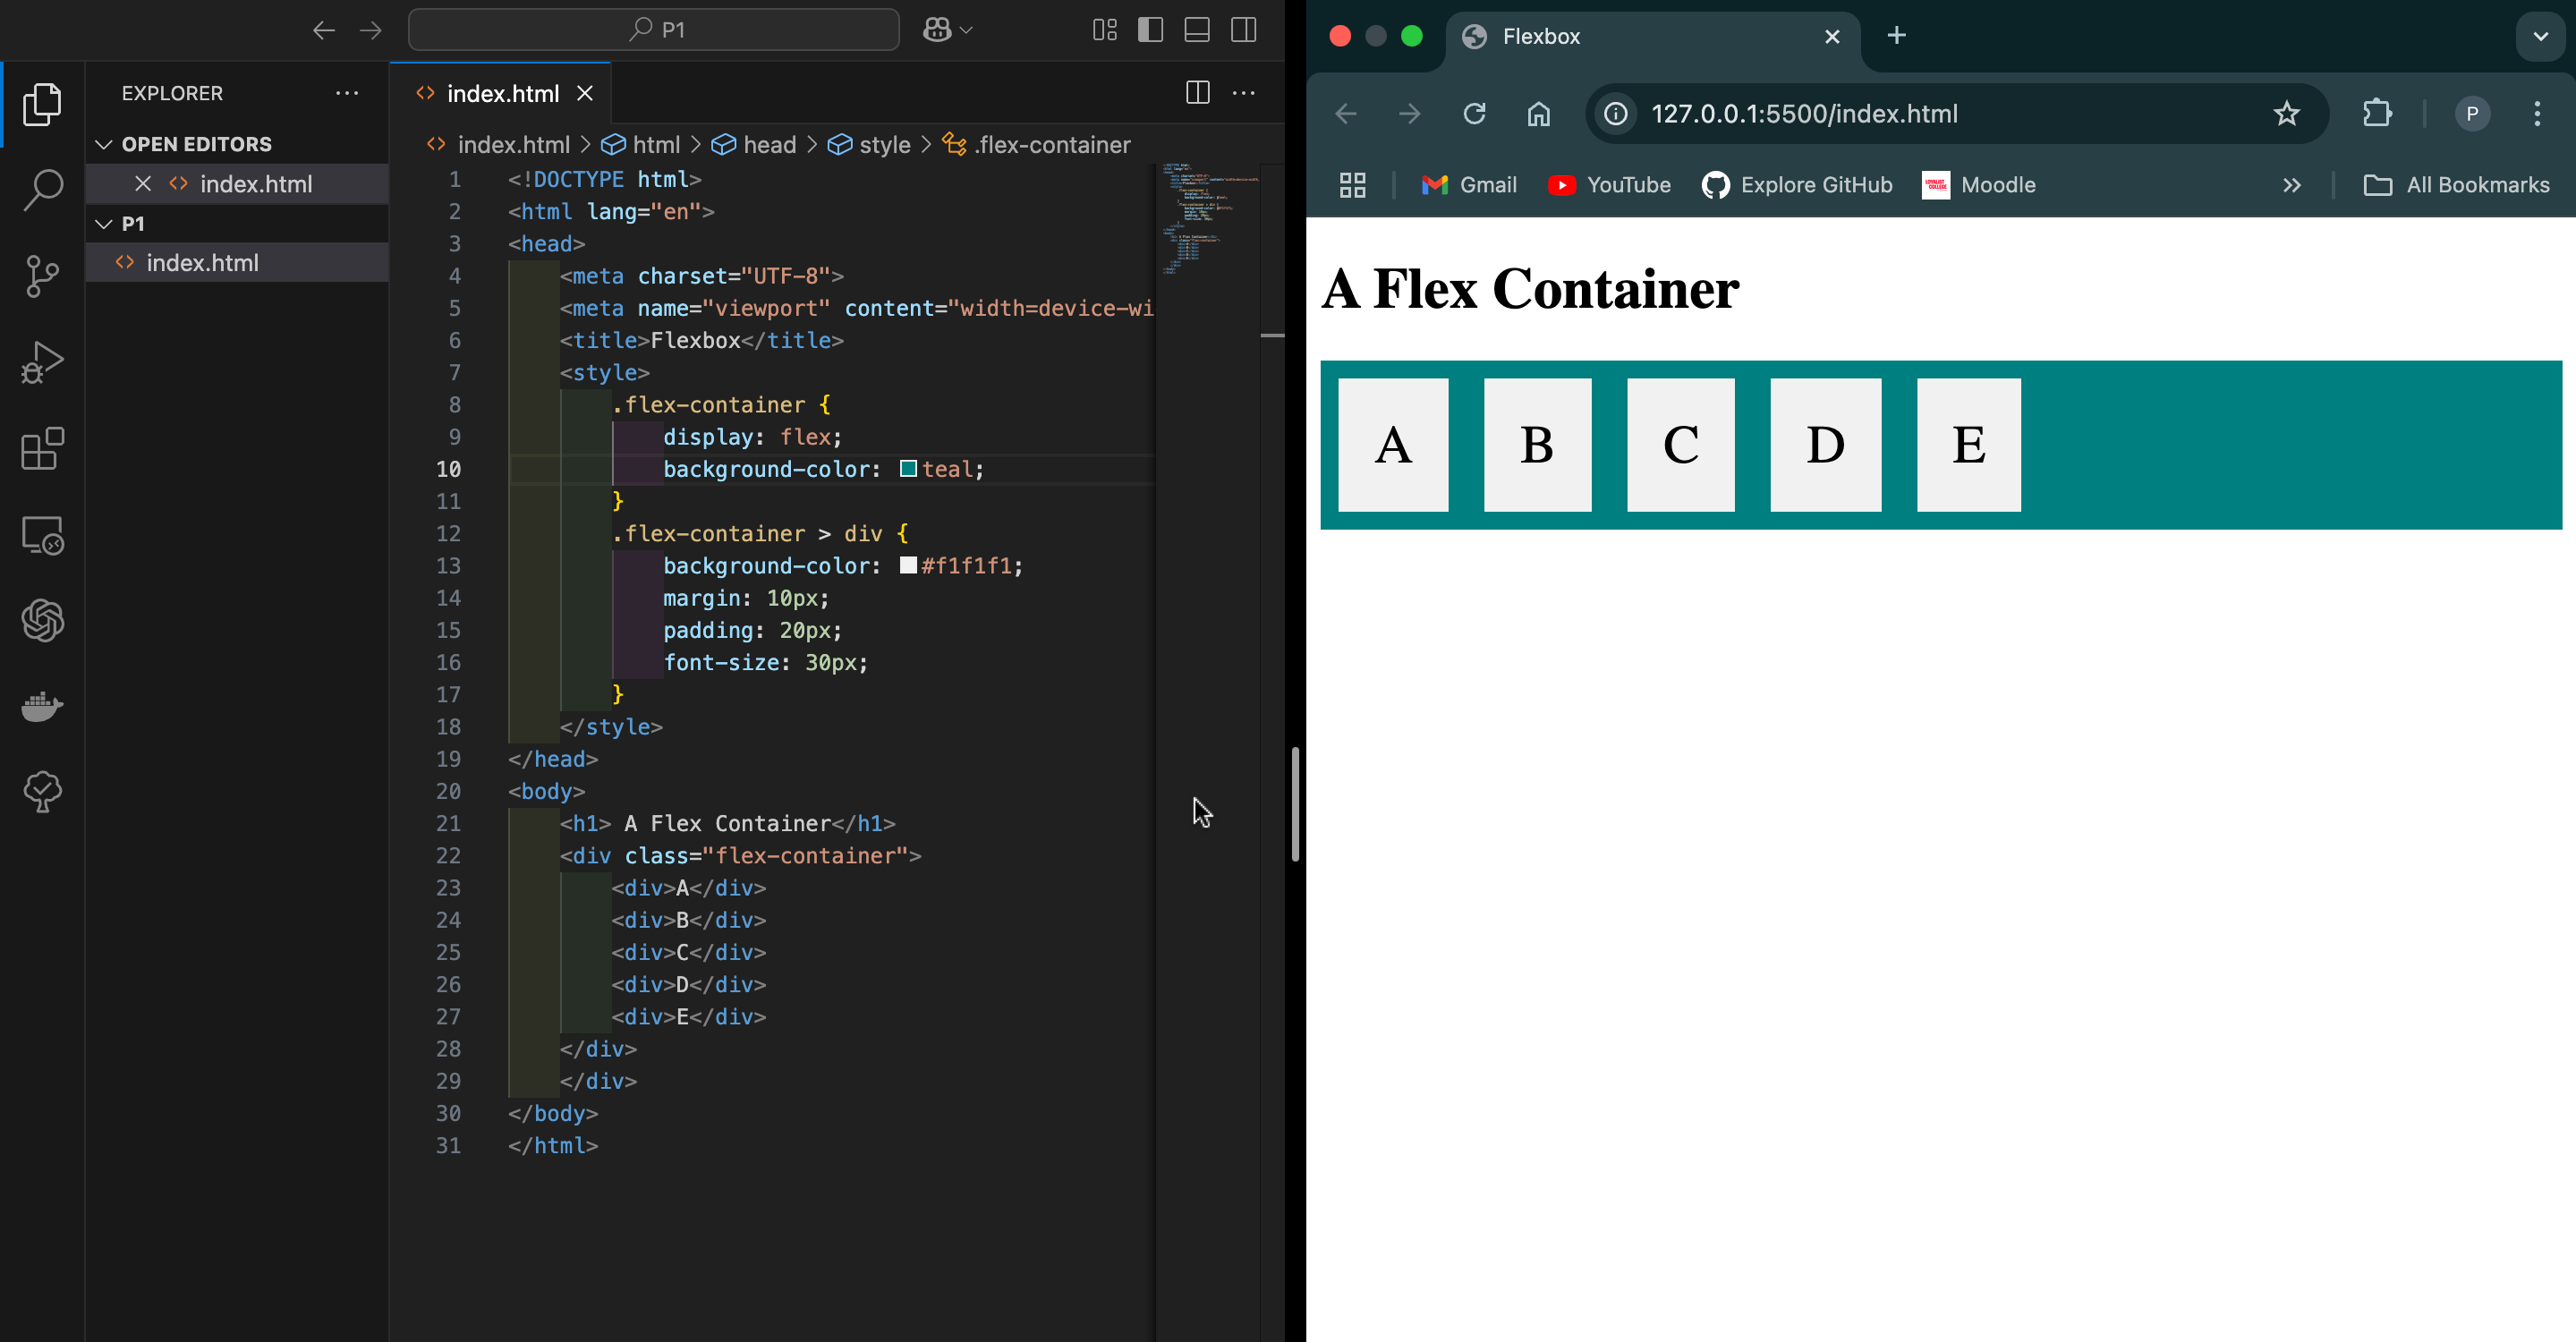 P1
EXPLORER
OPEN EDITORS
index.html
P1
index.html
index.html
index.html > html > head > style > .flex-container
1 <!DOCTYPE html>
2 <html lang="en">
3 <head>
4 <meta charset="UTF-8">
5 <meta name="viewport" content="width=device-wi
6 <title>Flexbox</title>
7 <style>
8 .flex-container {
9 display: flex;
10 background-color: teal;
11 }
12 .flex-container > div {
13 background-color: #f1f1f1;
14 margin: 10px;
15 padding: 20px;
16 font-size: 30px;
17 }
18 </style>
19 </head>
20 <body>
21 <h1> A Flex Container</h1>
22 <div class="flex-container">
23 <div>A</div>
24 <div>B</div>
25 <div>C</div>
26 <div>D</div>
27 <div>E</div>
28 </div>
29 </div>
30 </body>
31 </html>
Flexbox
127.0.0.1:5500/index.html
P
Gmail YouTube Explore GitHub Moodle All Bookmarks
A Flex Container
A B C D E